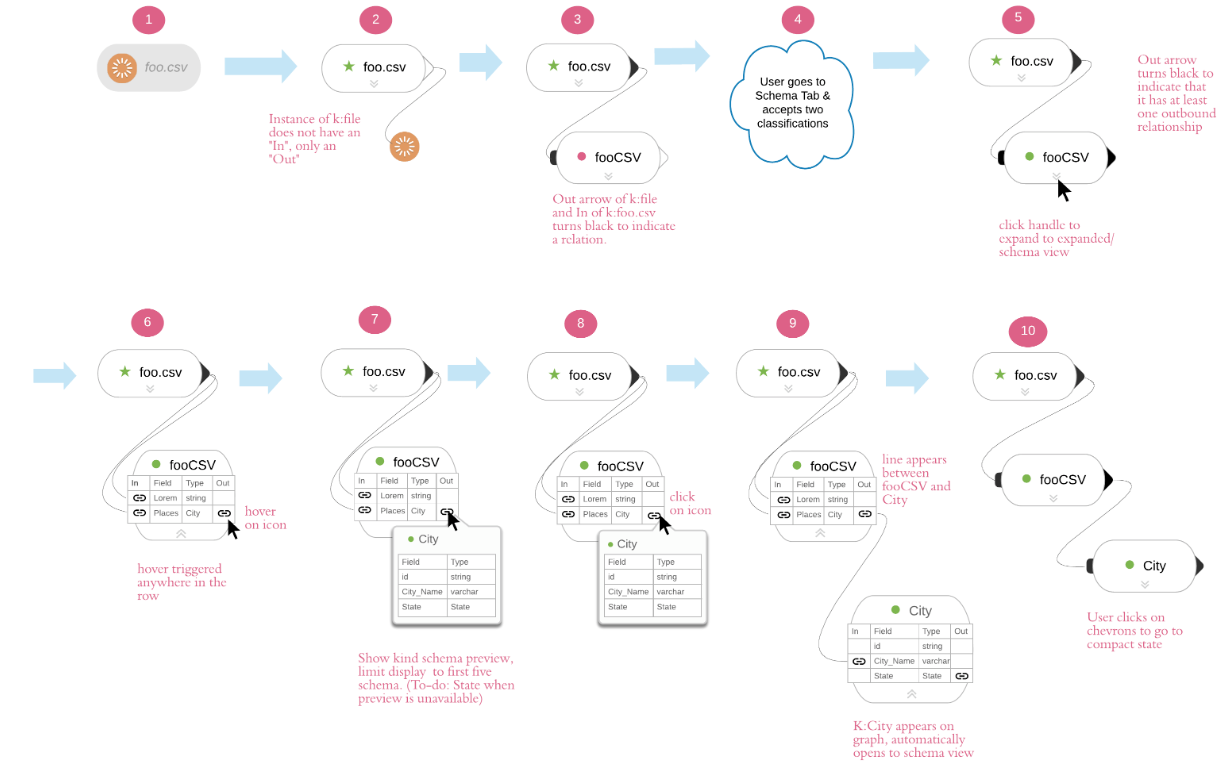 1
2
3
4
5
foo.csv
foo.csv
foo.csv
foo.csv
Instance of k:file
does not have an
"In", only an
"Out"
fooCSV
Out arrow of k:file
and In of k:foo.csv
turns black to indicate
a relation.
User goes to
Schema Tab &
accepts two
classifications
fooCSV
Out arrow
turns black to
indicate that
it has at least
one outbound
relationship
click handle to
expand to expanded/
schema view
6
7
8
9
10
foo.csv
foo.csv
foo.csv
foo.csv
foo.csv
fooCSV
In Field Type Out
Lorem string
Places City
hover
on icon
hover triggered
anywhere in the
row
fooCSV
In Field Type Out
Lorem string
Places City
City
Field Type
id string
City_Name varchar
State State
Show kind schema preview,
limit display to first five
schema. (To-do: State when
preview is unavailable)
fooCSV
In Field Type Out
Lorem string
Places City
click
on icon
City
Field Type
id string
City_Name varchar
State State
fooCSV
In Field Type Out
Lorem string
Places City
line appears
between
fooCSV and
City
City
In Field Type Out
id string
City_Name varchar
State State
K:City appears on
graph, automatically
opens to schema view
fooCSV
City
User clicks on
chevrons to go to
compact state